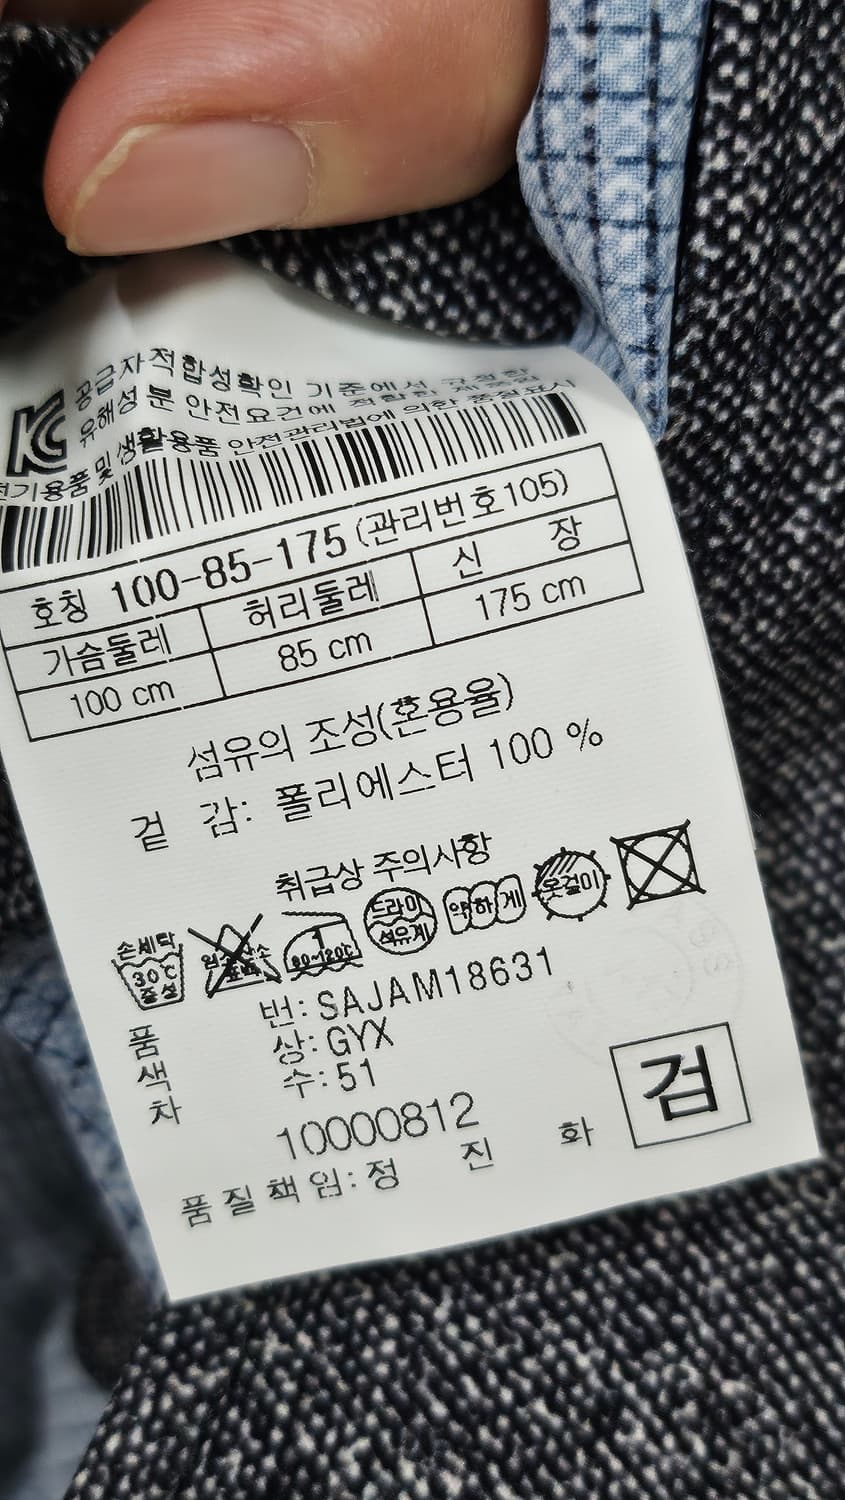 KC 공급자적합성확인 기준에서 규정한
유해성분 안전요건에 적합한 제품임
전기용품 및 생활용품 안전관리법에 의한 품질표시
호칭 100-85-175 (관리번호105)
가슴둘레 허리둘레 신 장
100 cm 85 cm 175 cm
섬유의 조성(혼용율)
겉 감: 폴리에스터 100 %
취급상 주의사항
손세탁 30℃ 중성
염소산소 표백
1 80~120℃
드라이 석유계
약하게
옷걸이
품 번: SAJAM18631
색 상: GYX
차 수: 51
10000812
품질책임: 정 진 화
검